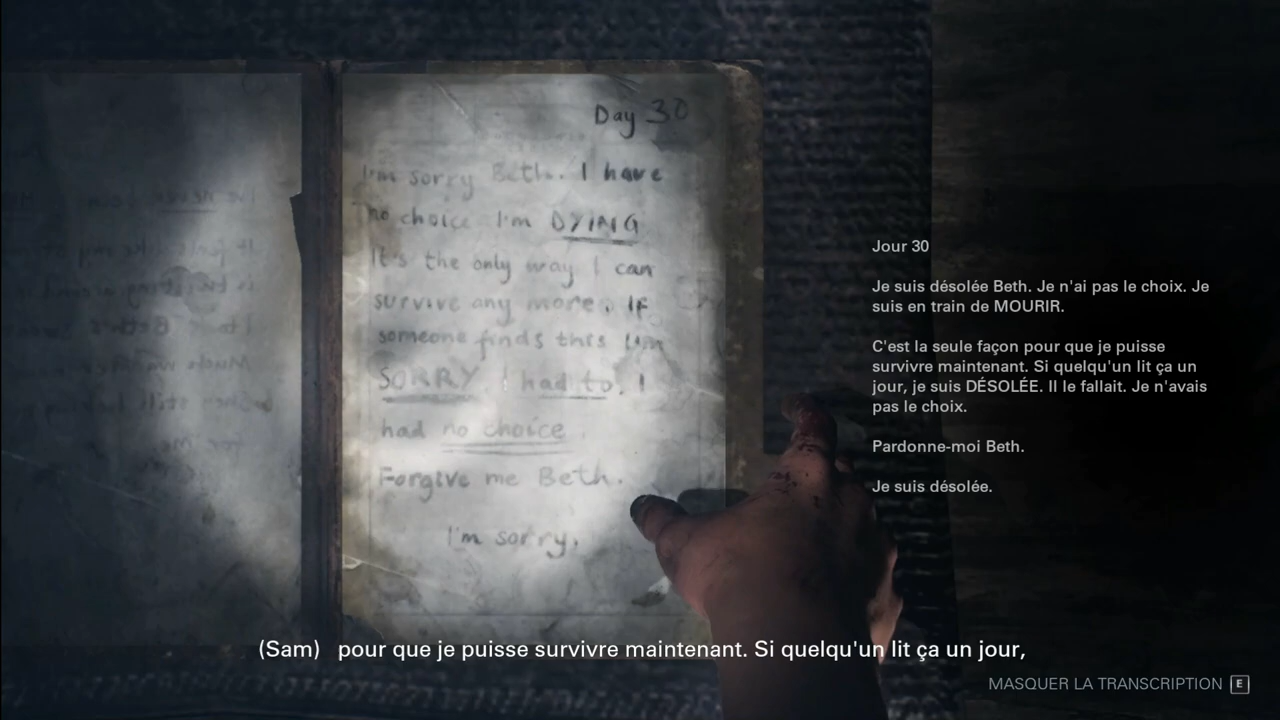 Day 30
I'm sorry Beth. I have
no choice I'm DYING
It's the only way I can
survive any more. If
someone finds this I'm
SORRY. I had to. I
had no choice.
Forgive me Beth.
I'm sorry,
Jour 30
Je suis désolée Beth. Je n'ai pas le choix. Je
suis en train de MOURIR.
C'est la seule façon pour que je puisse
survivre maintenant. Si quelqu'un lit ça un
jour, je suis DÉSOLÉE. Il le fallait. Je n'avais
pas le choix.
Pardonne-moi Beth.
Je suis désolée.
(Sam) pour que je puisse survivre maintenant. Si quelqu'un lit ça un jour,
MASQUER LA TRANSCRIPTION E